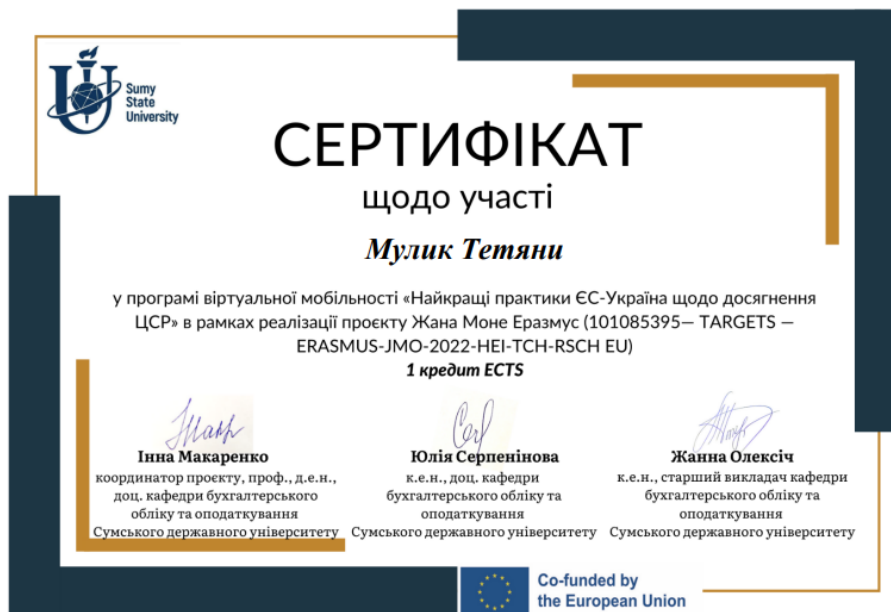 Sumy
State
University
СЕРТИФІКАТ
щодо участі
Мулик Тетяни
у програмі віртуальної мобільності «Найкращі практики ЄС-Україна щодо досягнення
ЦСР» в рамках реалізації проєкту Жана Моне Еразмус (101085395— TARGETS —
ERASMUS-JMO-2022-HEI-TCH-RSCH EU)
1 кредит ECTS
Інна Макаренко
координатор проєкту, проф., д.е.н.,
доц. кафедри бухгалтерського
обліку та оподаткування
Сумського державного університету
Юлія Серпенінова
к.е.н., доц. кафедри
бухгалтерського обліку та
оподаткування
Сумського державного університету
Жанна Олексіч
к.е.н., старший викладач кафедри
бухгалтерського обліку та
оподаткування
Сумського державного університету
Co-funded by
the European Union